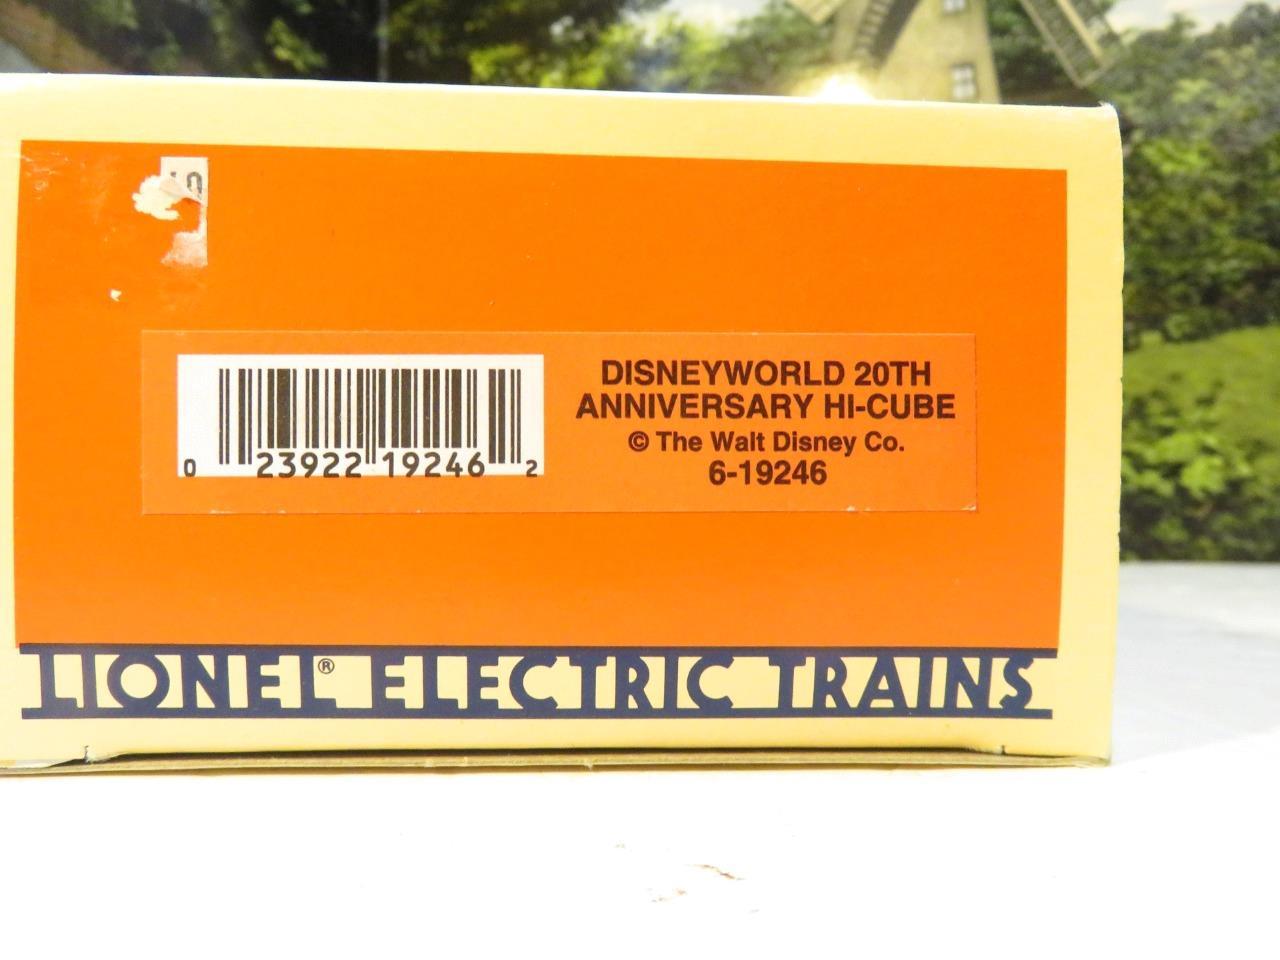 DISNEYWORLD 20TH
ANNIVERSARY HI-CUBE
© The Walt Disney Co.
6-19246
0 23922 19246 2
LIONEL® ELECTRIC TRAINS